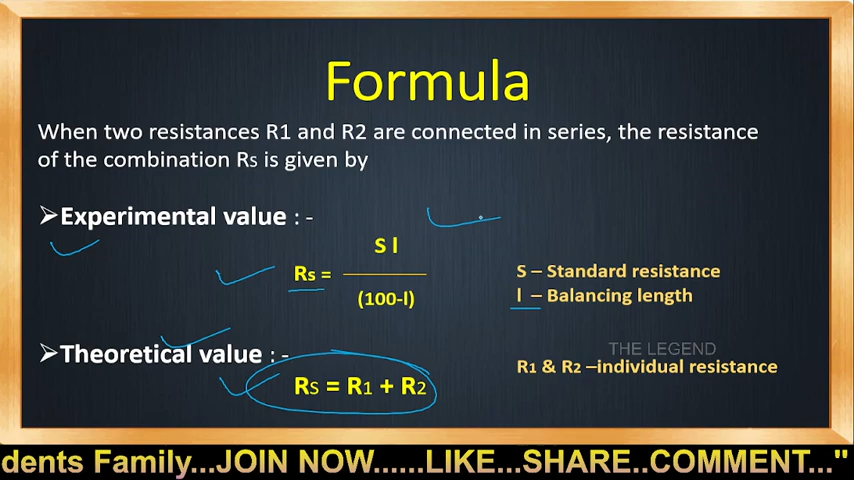 Formula
When two resistances R1 and R2 are connected in series, the resistance
of the combination Rs is given by
➢Experimental value : -
S l
Rs =
(100-l)
S – Standard resistance
l – Balancing length
➢Theoretical value : -
THE LEGEND
R1 & R2 –individual resistance
RS = R1 + R2
dents Family...JOIN NOW......LIKE...SHARE..COMMENT..."